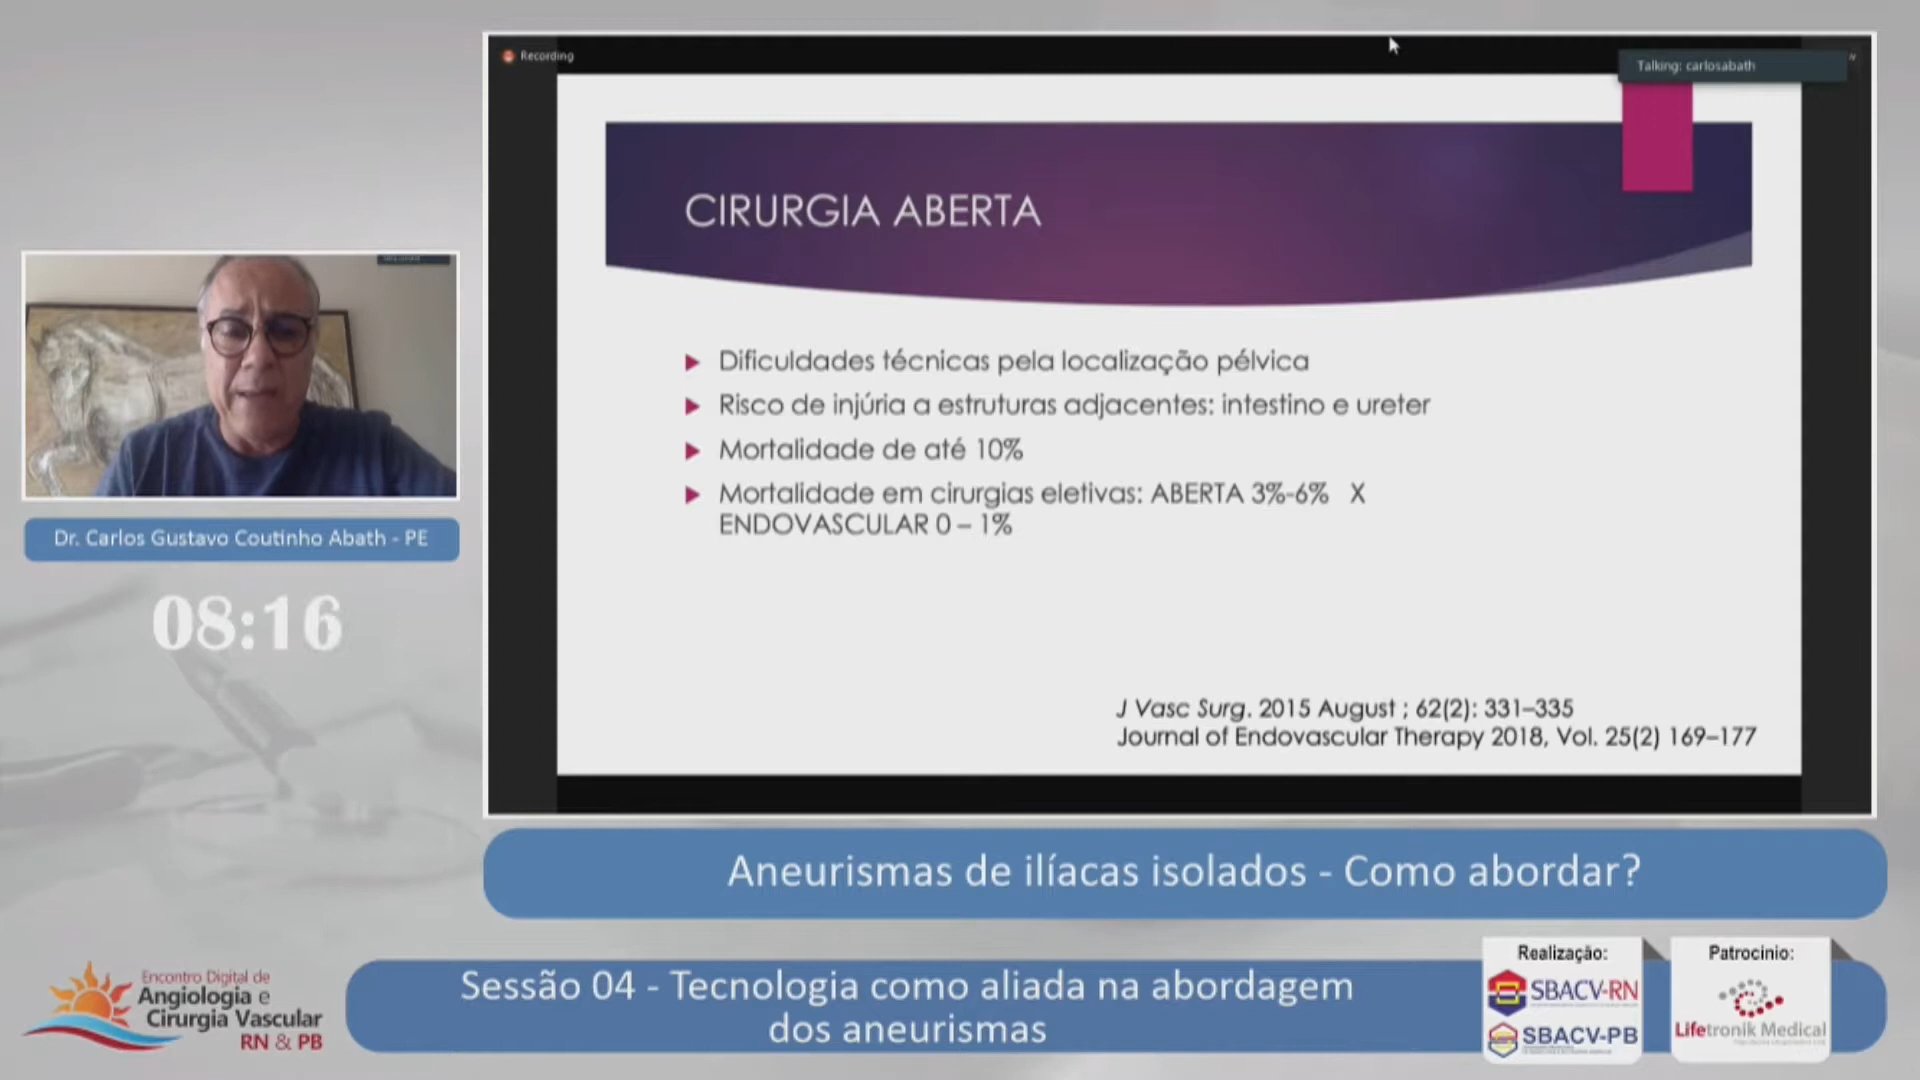 Recording
Talking: carlosabath
CIRURGIA ABERTA
Dificuldades técnicas pela localização pélvica
Risco de injúria a estruturas adjacentes: intestino e ureter
Mortalidade de até 10%
Mortalidade em cirurgias eletivas: ABERTA 3%-6% X
ENDOVASCULAR 0 – 1%
J Vasc Surg. 2015 August ; 62(2): 331–335
Journal of Endovascular Therapy 2018, Vol. 25(2) 169–177
Dr. Carlos Gustavo Coutinho Abath - PE
08:16
Aneurismas de ilíacas isolados - Como abordar?
Sessão 04 - Tecnologia como aliada na abordagem
dos aneurismas
Encontro Digital de
Angiologia e
Cirurgia Vascular
RN & PB
Realização:
SBACV-RN
SBACV-PB
Patrocinio:
Lifetronik Medical